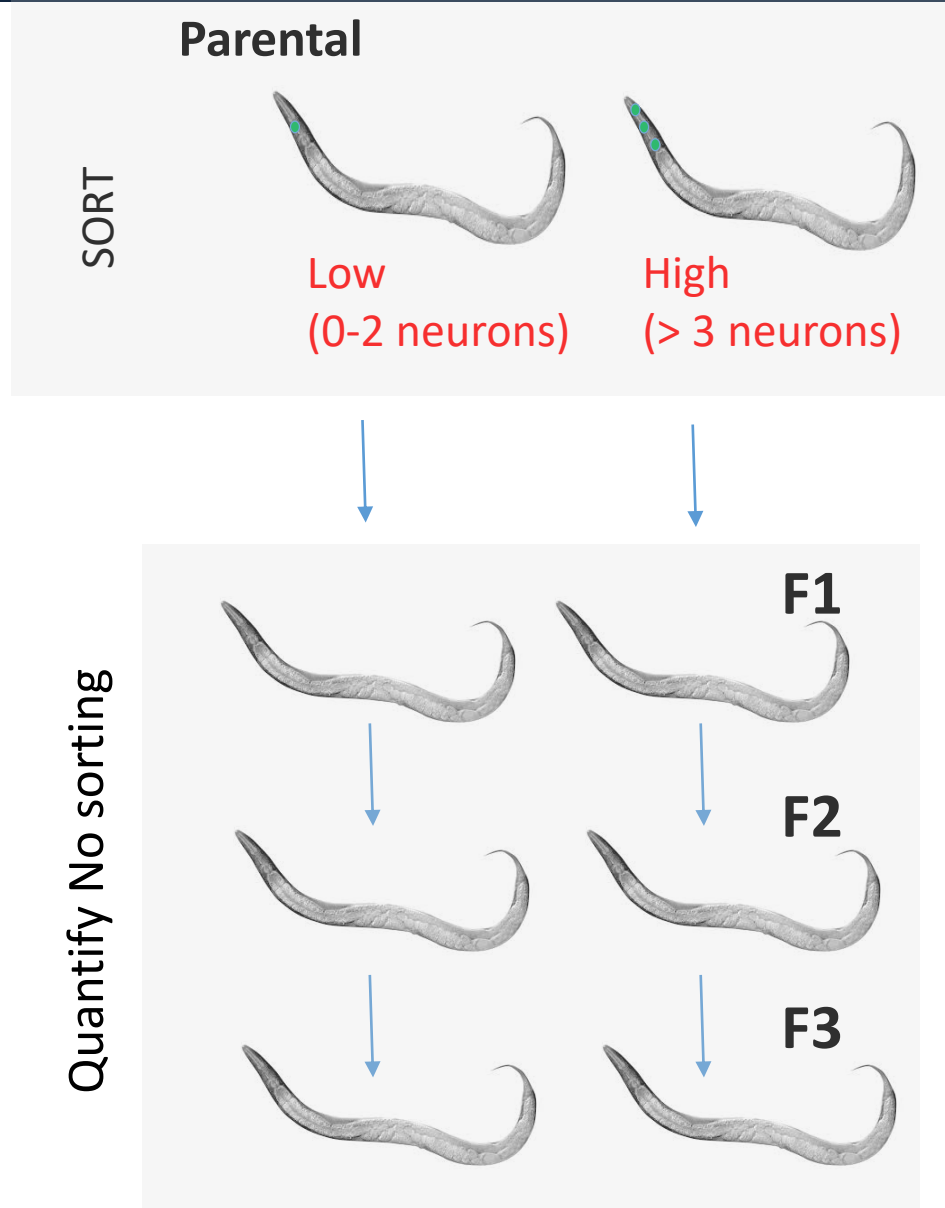 Parental
SORT
Low
(0-2 neurons)
High
(> 3 neurons)
Quantify No sorting
F1
F2
F3